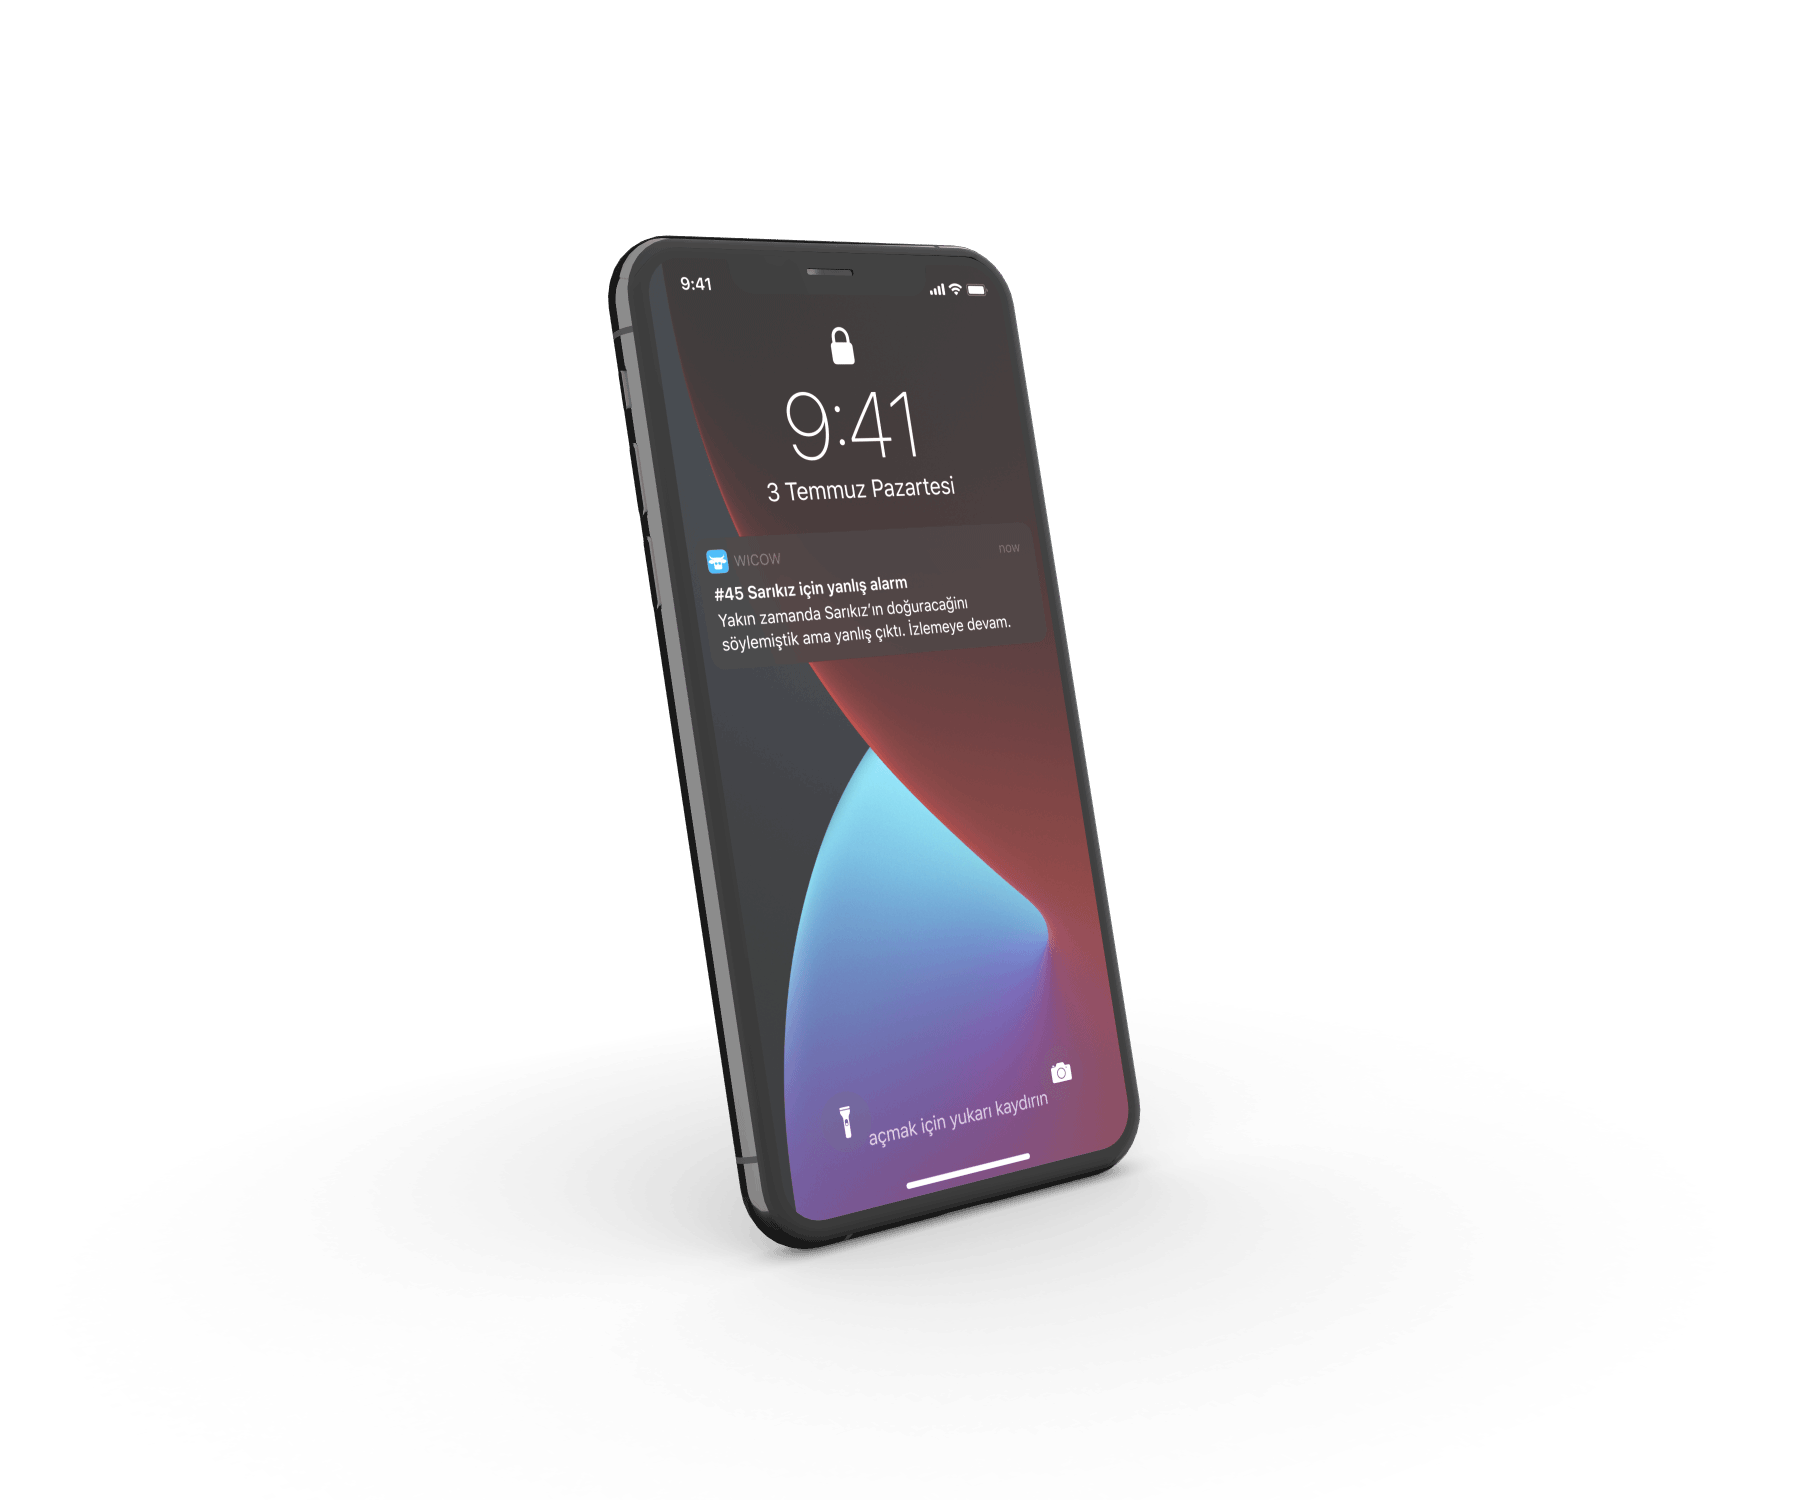 9:41
9:41
3 Temmuz Pazartesi
WICOW now
#45 Sarıkız için yanlış alarm
Yakın zamanda Sarıkız’ın doğuracağını
söylemiştik ama yanlış çıktı. İzlemeye devam.
açmak için yukarı kaydırın